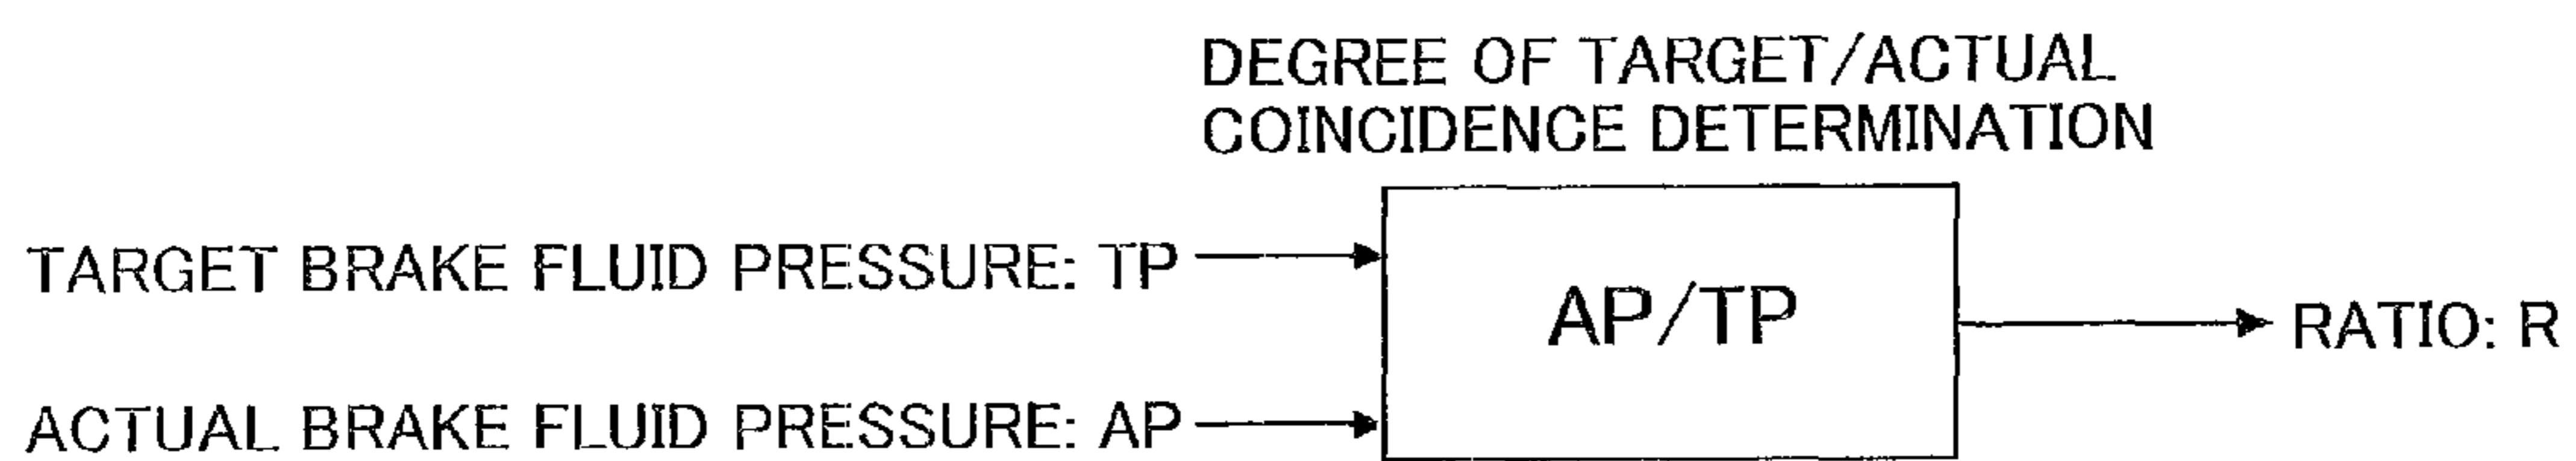 DEGREE OF TARGET/ACTUAL
COINCIDENCE DETERMINATION
TARGET BRAKE FLUID PRESSURE: TP
AP/TP
RATIO: R
ACTUAL BRAKE FLUID PRESSURE: AP